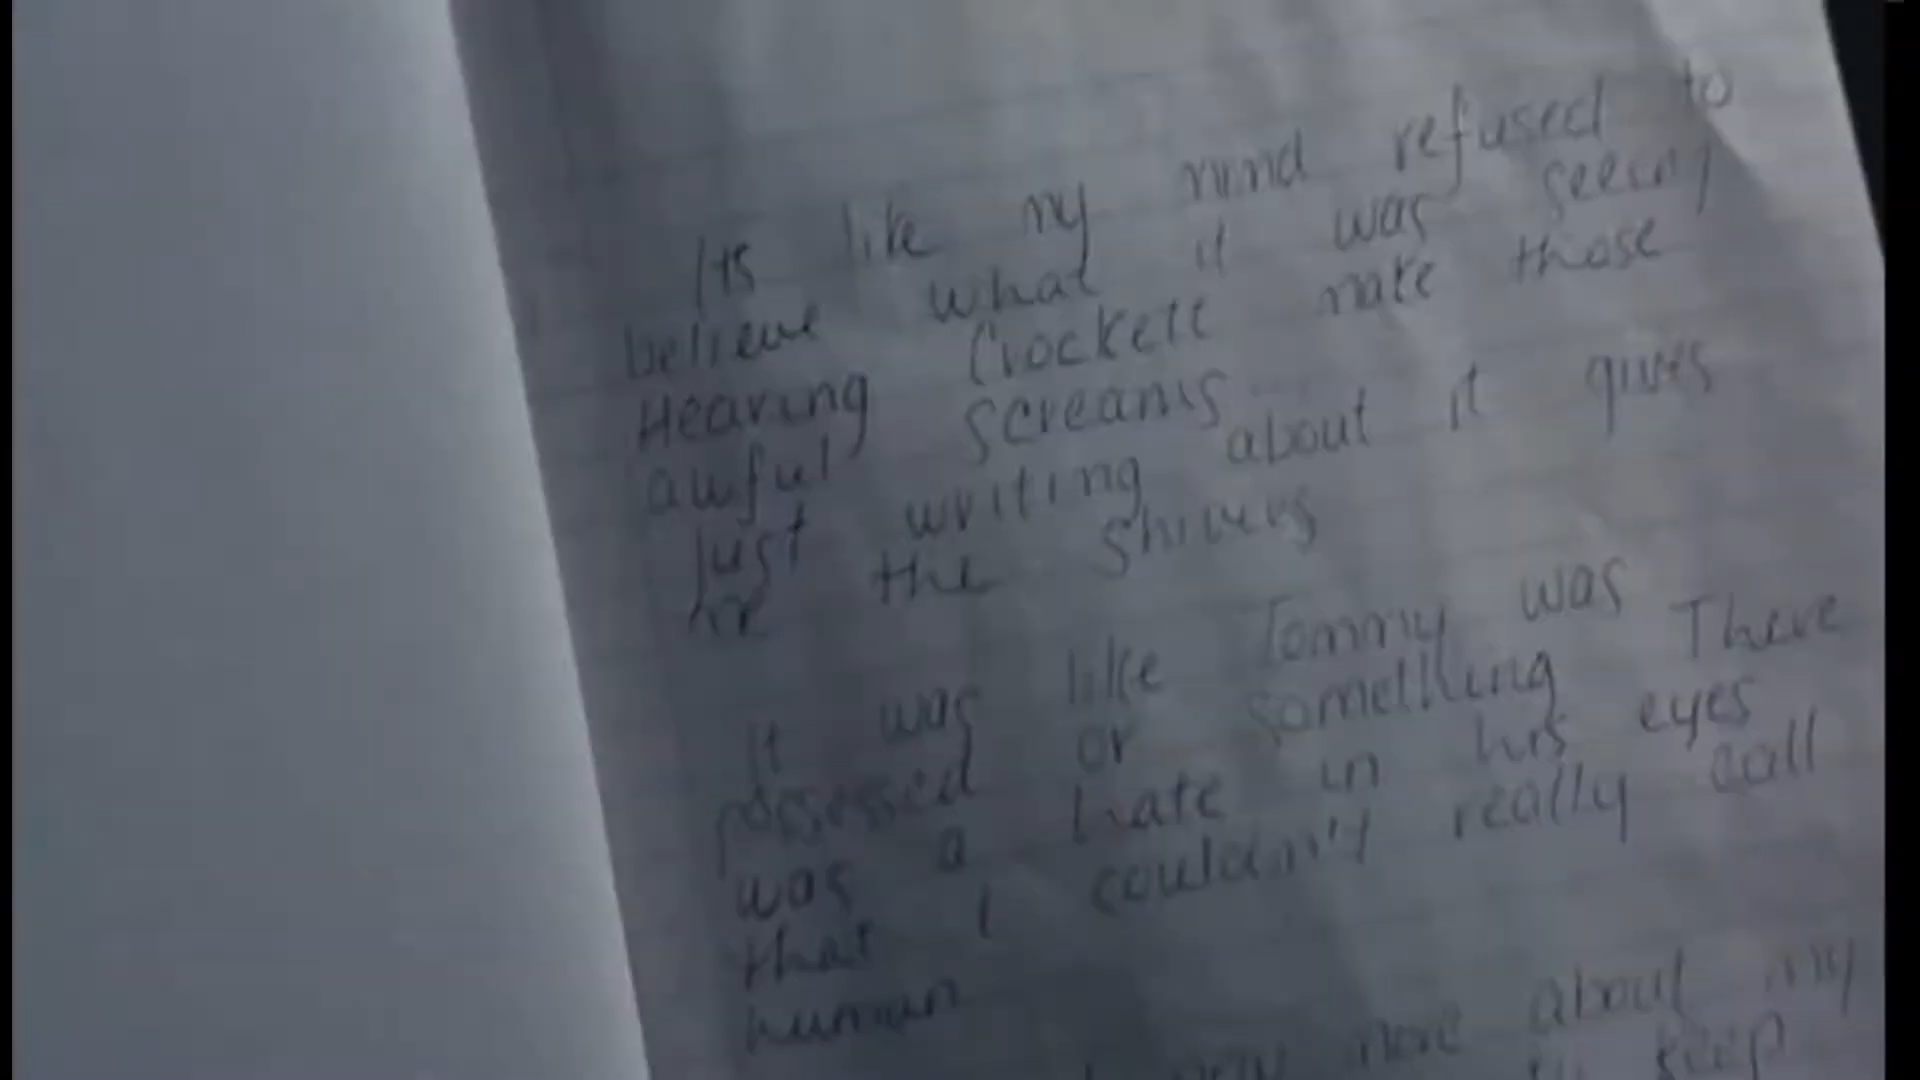 Its like my mind refused to
believe what it was seeing
Hearing Crockett make those
awful screams
Just writing about it gives
me the shivers
It was like Tommy was
possessed or something There
was a hate in his eyes
that I couldn't really call
human
more about my
keep